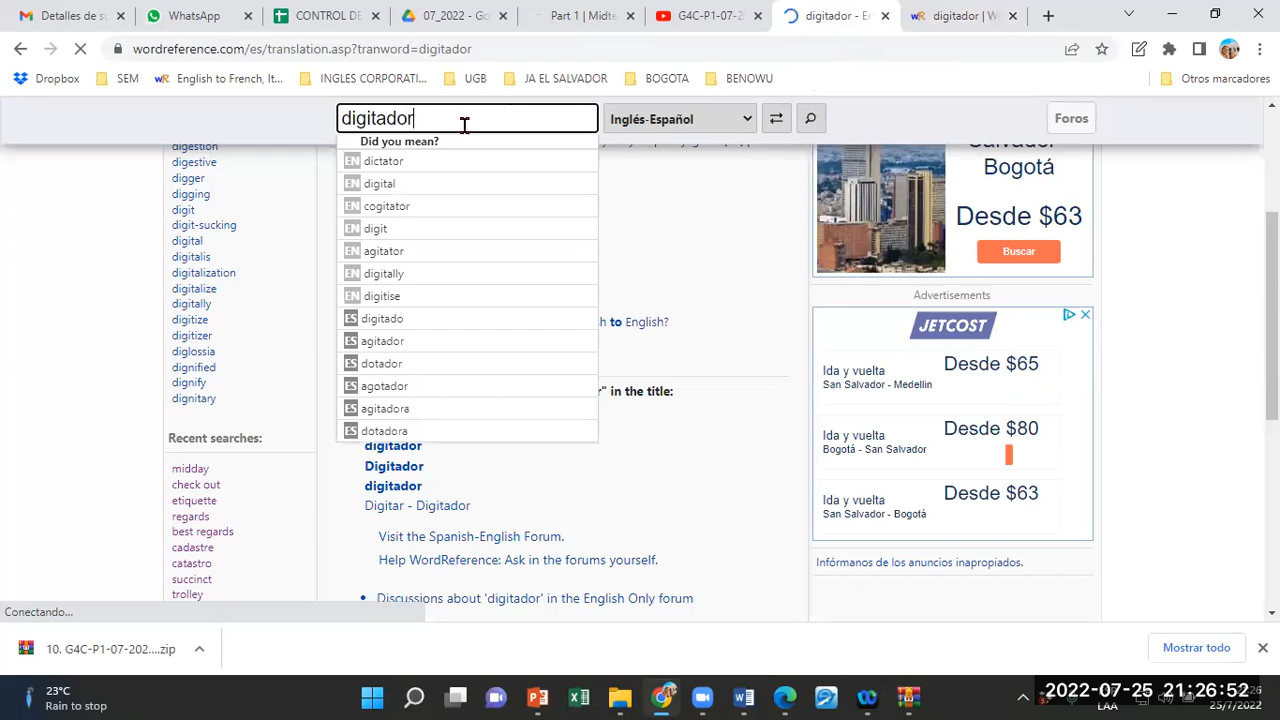 Detalles de su
WhatsApp
CONTROL DE
07_2022 - Go
Part 1 | Midte
G4C-P1-07-20
digitador - En
digitador | W
wordreference.com/es/translation.asp?tranword=digitador
Dropbox
SEM
English to French, It...
INGLES CORPORATI...
UGB
JA EL SALVADOR
BOGOTA
BENOWU
Otros marcadores
digitador
Inglés-Español
Foros
Did you mean?
EN dictator
EN digital
EN cogitator
EN digit
EN agitator
EN digitally
EN digitise
ES digitado
ES agitador
ES dotador
ES agotador
ES agitadora
ES dotadora
digestion
digestive
digger
digging
digit
digit-sucking
digital
digitalis
digitalization
digitalize
digitally
digitize
digitizer
diglossia
dignified
dignify
dignitary
Recent searches:
midday
check out
etiquette
regards
best regards
cadastre
catastro
succinct
trolley
h to English?
" in the title:
digitador
Digitador
digitador
Digitar - Digitador
Visit the Spanish-English Forum.
Help WordReference: Ask in the forums yourself.
Discussions about 'digitador' in the English Only forum
Salvador
Bogotá
Desde $63
Buscar
Advertisements
JETCOST
Ida y vuelta
San Salvador - Medellin
Desde $65
Ida y vuelta
Bogotá - San Salvador
Desde $80
Ida y vuelta
San Salvador - Bogotá
Desde $63
Infórmanos de los anuncios inapropiados.
Conectando...
10. G4C-P1-07-202....zip
Mostrar todo
23°C
Rain to stop
LAA
2022-07-25 21:26:52
25/7/2022